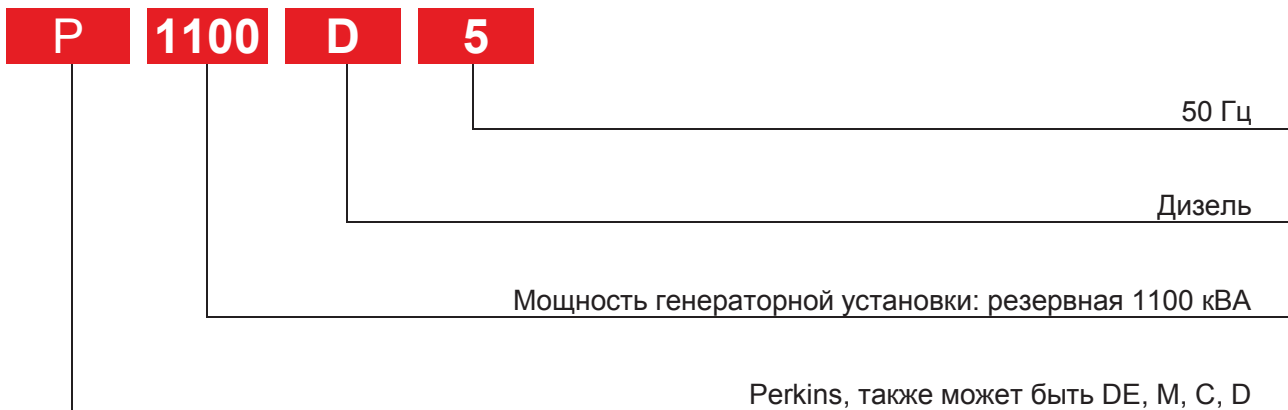 P 1100 D 5
50 Гц
Дизель
Мощность генераторной установки: резервная 1100 кВА
Perkins, также может быть DE, M, C, D